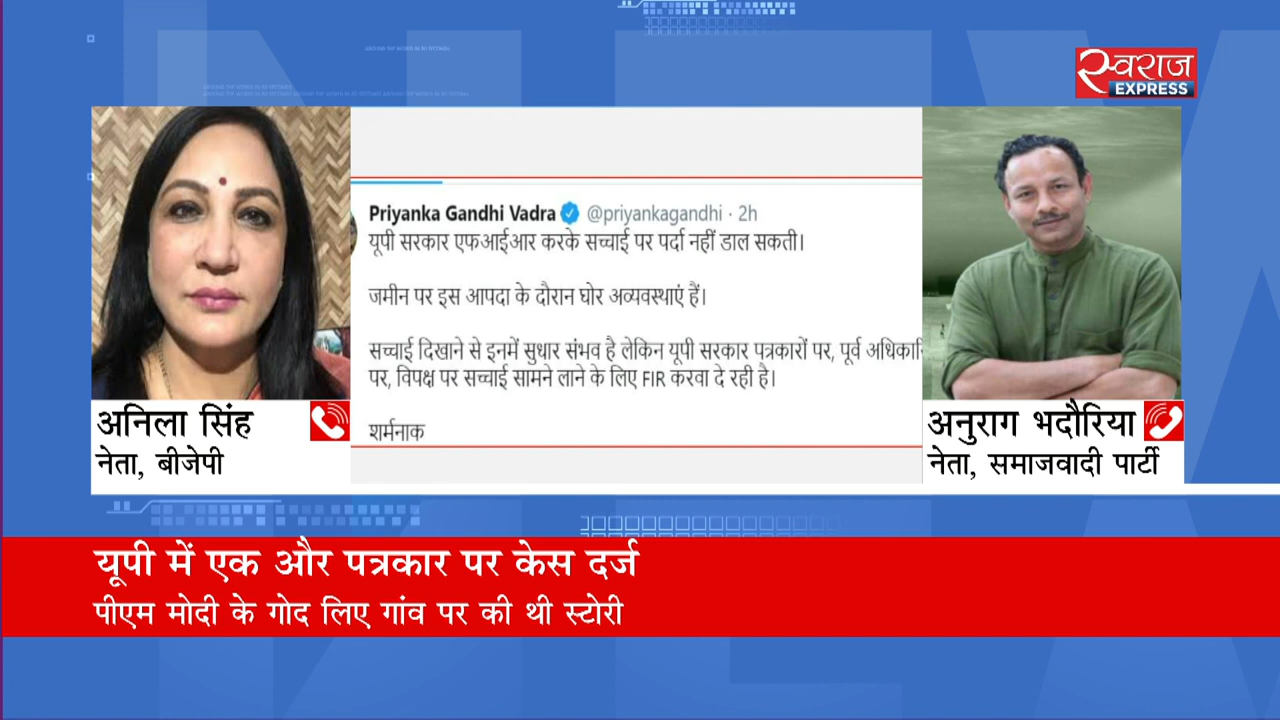 स्वराज
EXPRESS
Priyanka Gandhi Vadra @priyankagandhi · 2h
यूपी सरकार एफआईआर करके सच्चाई पर पर्दा नहीं डाल सकती।
जमीन पर इस आपदा के दौरान घोर अव्यवस्थाएं हैं।
सच्चाई दिखाने से इनमें सुधार संभव है लेकिन यूपी सरकार पत्रकारों पर, पूर्व
पर, विपक्ष पर सच्चाई सामने लाने के लिए FIR करवा दे रही है।
शर्मनाक
अनिला सिंह
नेता, बीजेपी
अनुराग भदौरिया
नेता, समाजवादी पार्टी
यूपी में एक और पत्रकार पर केस दर्ज
पीएम मोदी के गोद लिए गांव पर की थी स्टोरी